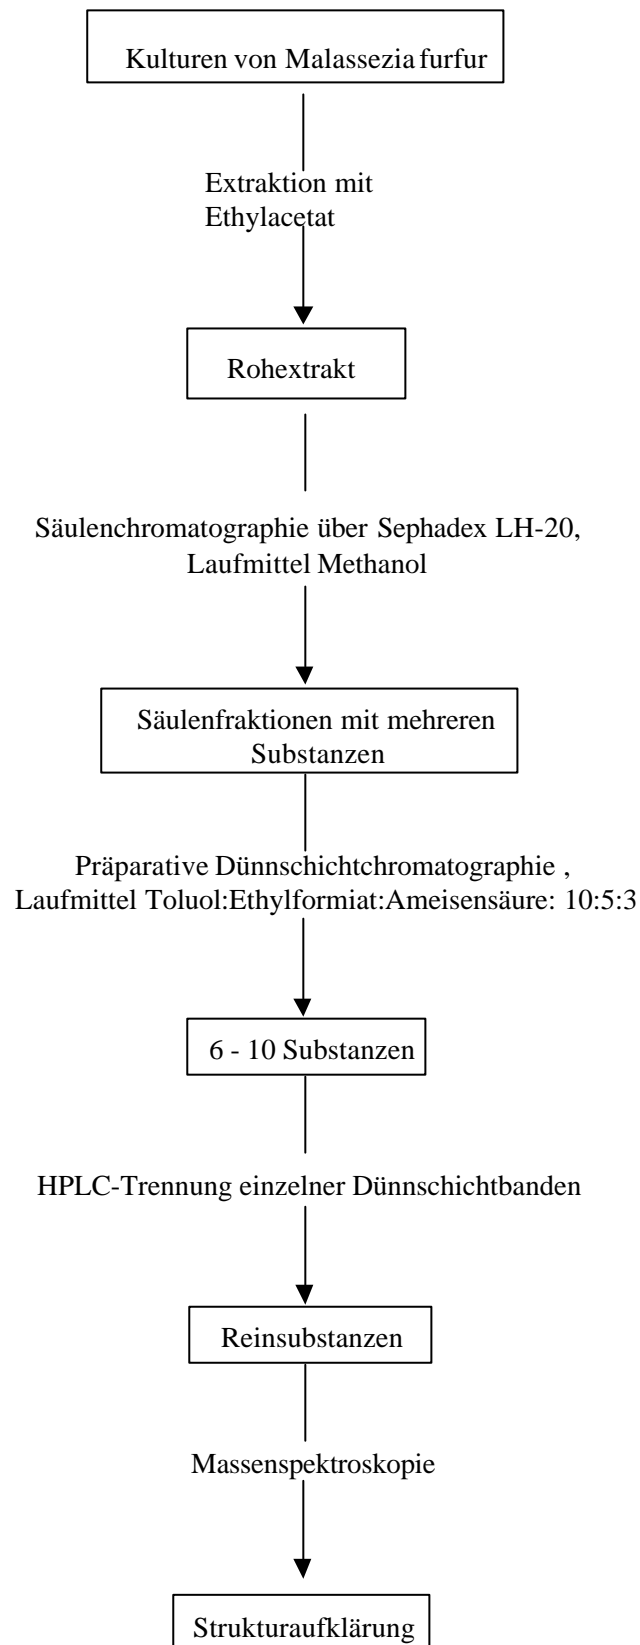 Kulturen von Malassezia furfur
Extraktion mit
Ethylacetat
Rohextrakt
Säulenchromatographie über Sephadex LH-20,
Laufmittel Methanol
Säulenfraktionen mit mehreren
Substanzen
Präparative Dünnschichtchromatographie ,
Laufmittel Toluol:Ethylformiat:Ameisensäure: 10:5:3
6 - 10 Substanzen
HPLC-Trennung einzelner Dünnschichtbanden
Reinsubstanzen
Massenspektroskopie
Strukturaufklärung